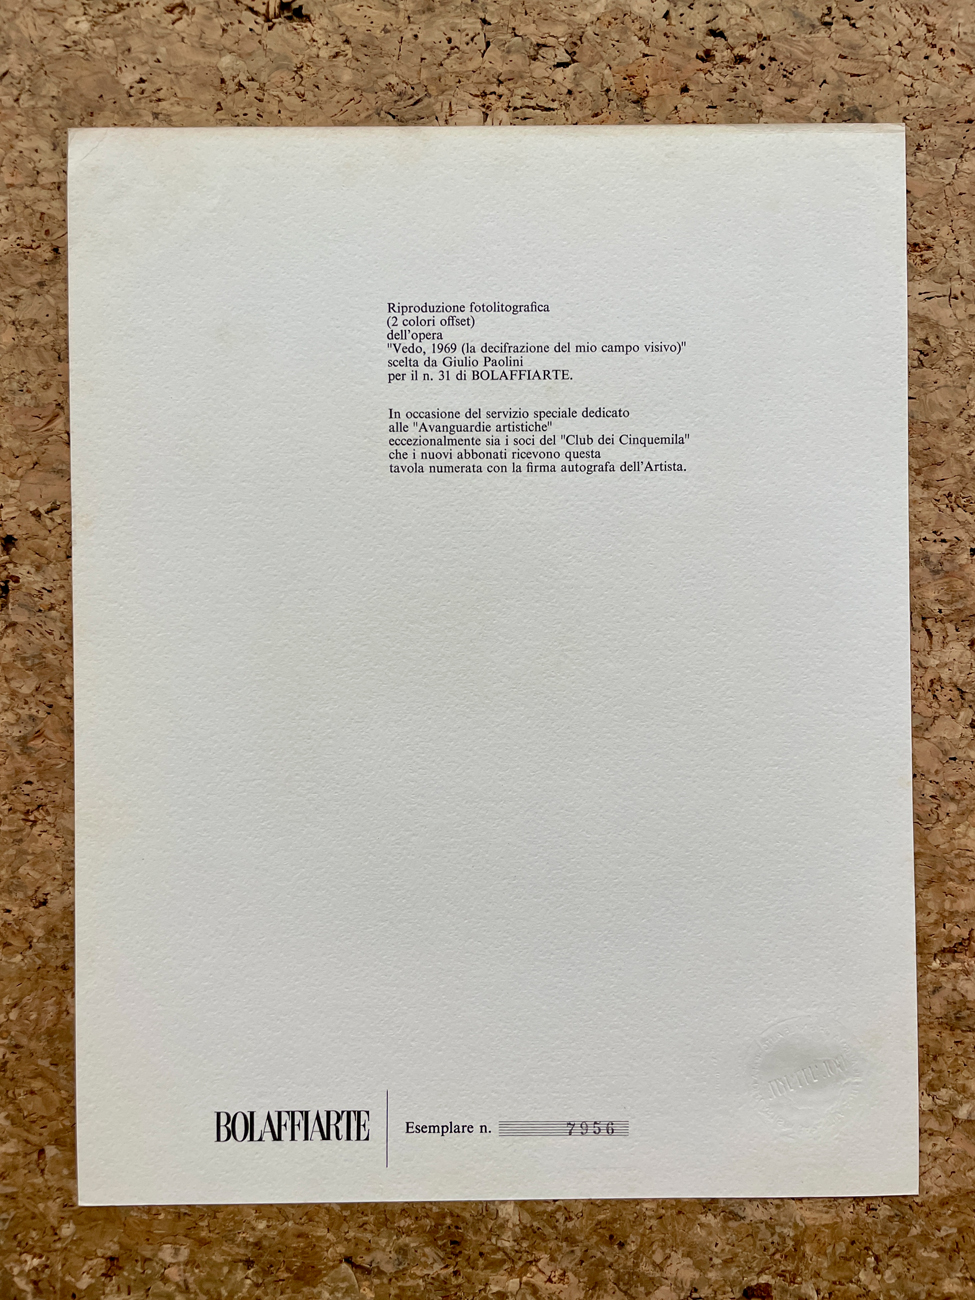 Riproduzione fotolitografica
(2 colori offset)
dell'opera
"Vedo, 1969 (la decifrazione del mio campo visivo)"
scelta da Giulio Paolini
per il n. 31 di BOLAFFIARTE.
In occasione del servizio speciale dedicato
alle "Avanguardie artistiche"
eccezionalmente sia i soci del "Club dei Cinquemila"
che i nuovi abbonati ricevono questa
tavola numerata con la firma autografa dell'Artista.
BOLAFFIARTE
Esemplare n. 7956